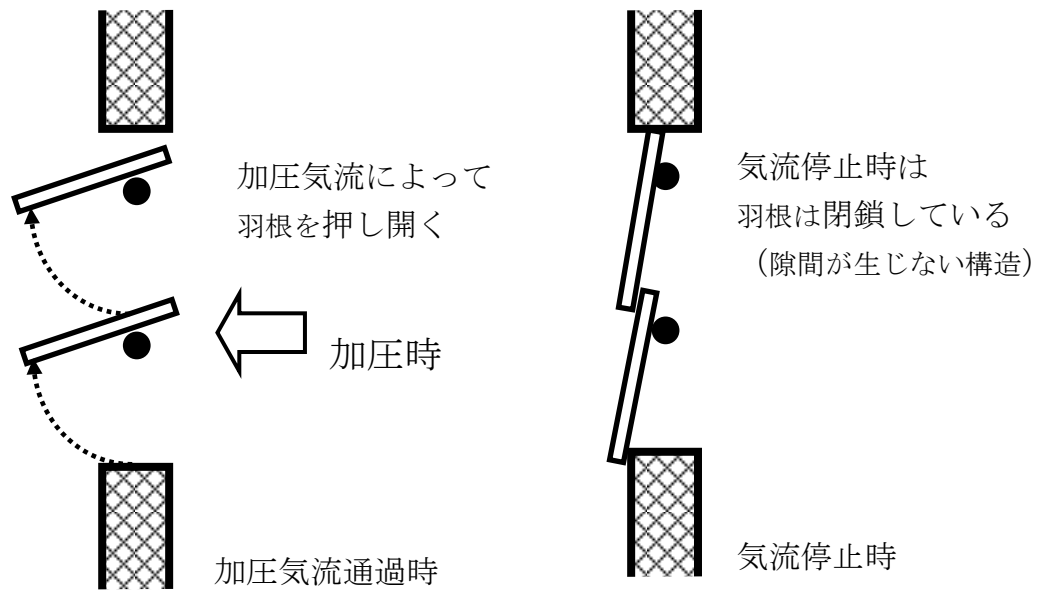 加圧気流によって
羽根を押し開く
加圧時
加圧気流通過時
気流停止時は
羽根は閉鎖している
（隙間が生じない構造）
気流停止時